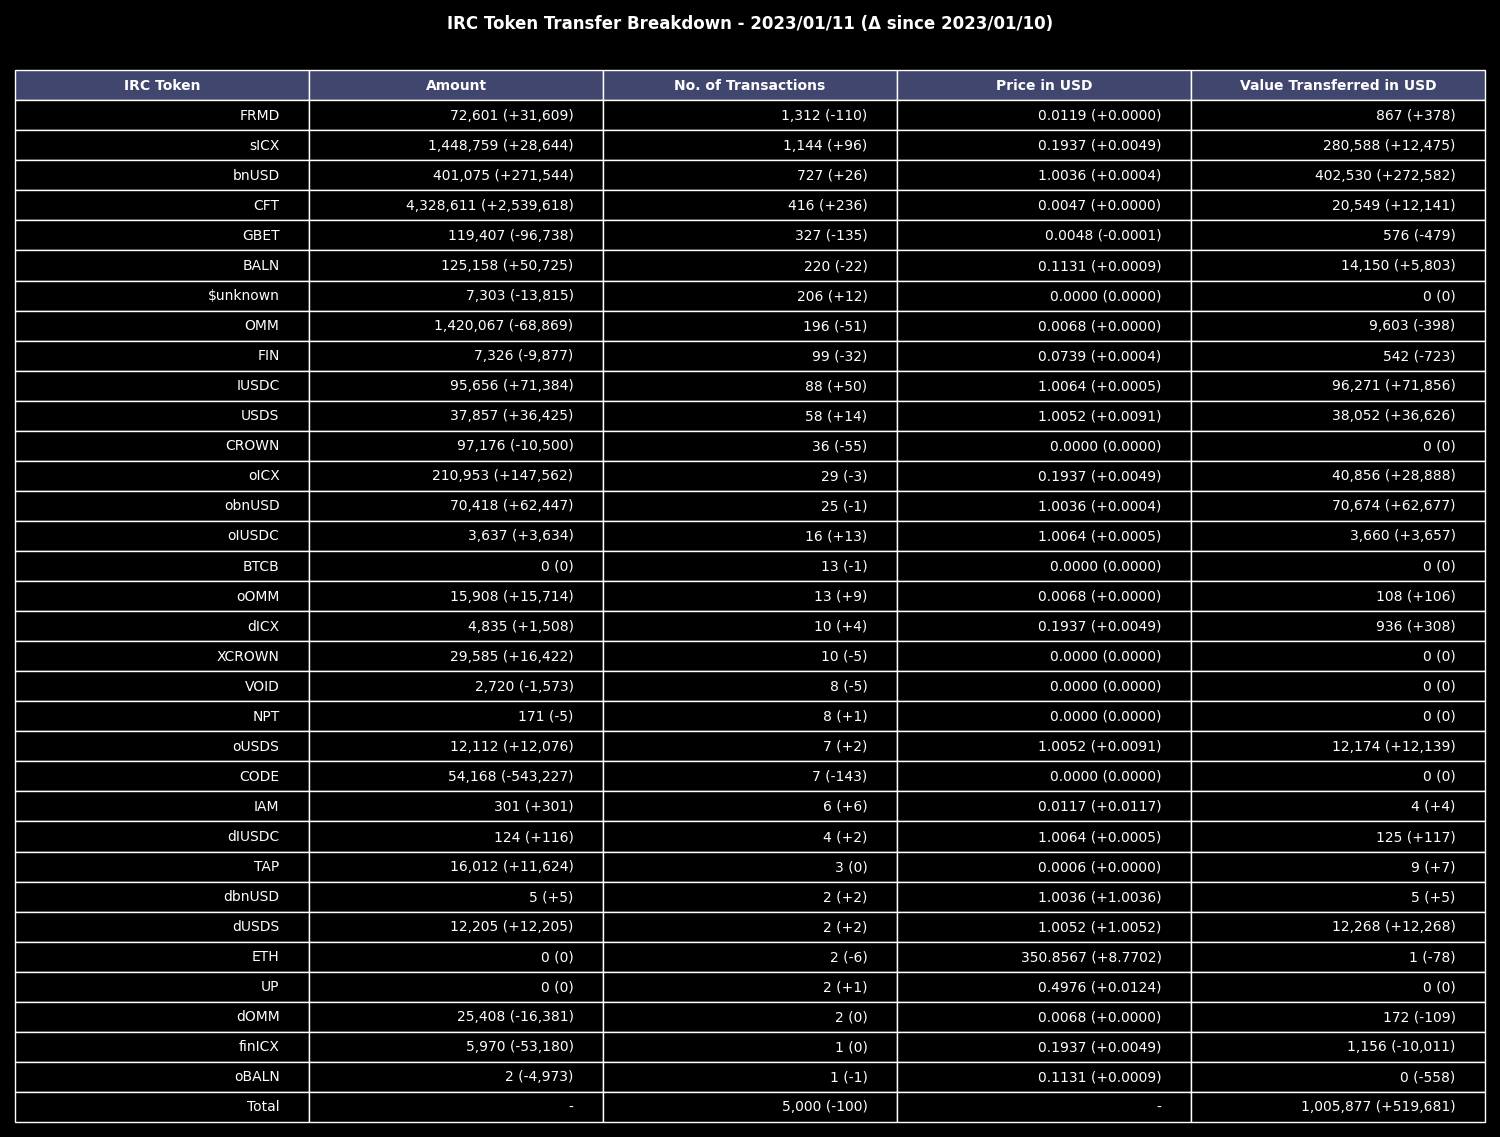 IRC Token Transfer Breakdown - 2023/01/11 (Δ since 2023/01/10)
IRC Token Amount No. of Transactions Price in USD Value Transferred in USD
FRMD 72,601 (+31,609) 1,312 (-110) 0.0119 (+0.0000) 867 (+378)
sICX 1,448,759 (+28,644) 1,144 (+96) 0.1937 (+0.0049) 280,588 (+12,475)
bnUSD 401,075 (+271,544) 727 (+26) 1.0036 (+0.0004) 402,530 (+272,582)
CFT 4,328,611 (+2,539,618) 416 (+236) 0.0047 (+0.0000) 20,549 (+12,141)
GBET 119,407 (-96,738) 327 (-135) 0.0048 (-0.0001) 576 (-479)
BALN 125,158 (+50,725) 220 (-22) 0.1131 (+0.0009) 14,150 (+5,803)
$unknown 7,303 (-13,815) 206 (+12) 0.0000 (0.0000) 0 (0)
OMM 1,420,067 (-68,869) 196 (-51) 0.0068 (+0.0000) 9,603 (-398)
FIN 7,326 (-9,877) 99 (-32) 0.0739 (+0.0004) 542 (-723)
IUSDC 95,656 (+71,384) 88 (+50) 1.0064 (+0.0005) 96,271 (+71,856)
USDS 37,857 (+36,425) 58 (+14) 1.0052 (+0.0091) 38,052 (+36,626)
CROWN 97,176 (-10,500) 36 (-55) 0.0000 (0.0000) 0 (0)
oICX 210,953 (+147,562) 29 (-3) 0.1937 (+0.0049) 40,856 (+28,888)
obnUSD 70,418 (+62,447) 25 (-1) 1.0036 (+0.0004) 70,674 (+62,677)
oIUSDC 3,637 (+3,634) 16 (+13) 1.0064 (+0.0005) 3,660 (+3,657)
BTCB 0 (0) 13 (-1) 0.0000 (0.0000) 0 (0)
oOMM 15,908 (+15,714) 13 (+9) 0.0068 (+0.0000) 108 (+106)
dICX 4,835 (+1,508) 10 (+4) 0.1937 (+0.0049) 936 (+308)
XCROWN 29,585 (+16,422) 10 (-5) 0.0000 (0.0000) 0 (0)
VOID 2,720 (-1,573) 8 (-5) 0.0000 (0.0000) 0 (0)
NPT 171 (-5) 8 (+1) 0.0000 (0.0000) 0 (0)
oUSDS 12,112 (+12,076) 7 (+2) 1.0052 (+0.0091) 12,174 (+12,139)
CODE 54,168 (-543,227) 7 (-143) 0.0000 (0.0000) 0 (0)
IAM 301 (+301) 6 (+6) 0.0117 (+0.0117) 4 (+4)
dIUSDC 124 (+116) 4 (+2) 1.0064 (+0.0005) 125 (+117)
TAP 16,012 (+11,624) 3 (0) 0.0006 (+0.0000) 9 (+7)
dbnUSD 5 (+5) 2 (+2) 1.0036 (+1.0036) 5 (+5)
dUSDS 12,205 (+12,205) 2 (+2) 1.0052 (+1.0052) 12,268 (+12,268)
ETH 0 (0) 2 (-6) 350.8567 (+8.7702) 1 (-78)
UP 0 (0) 2 (+1) 0.4976 (+0.0124) 0 (0)
dOMM 25,408 (-16,381) 2 (0) 0.0068 (+0.0000) 172 (-109)
finICX 5,970 (-53,180) 1 (0) 0.1937 (+0.0049) 1,156 (-10,011)
oBALN 2 (-4,973) 1 (-1) 0.1131 (+0.0009) 0 (-558)
Total - 5,000 (-100) - 1,005,877 (+519,681)